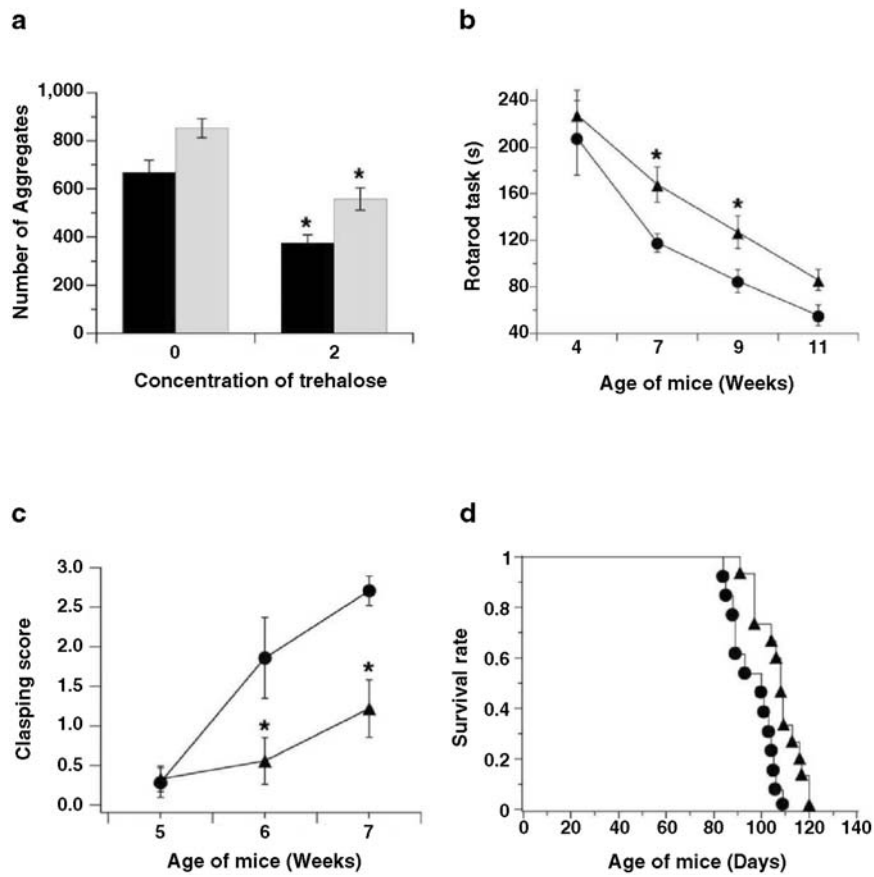 a
1,000
800
600
400
200
0
Number of Aggregates
*
*
0 2
Concentration of trehalose
b
240
200
160
120
80
40
Rotarod task (s)
*
*
4 7 9 11
Age of mice (Weeks)
c
3.0
2.5
2.0
1.5
1.0
0.5
0.0
Clasping score
*
*
5 6 7
Age of mice (Weeks)
d
1
0.8
0.6
0.4
0.2
0
Survival rate
0 20 40 60 80 100 120 140
Age of mice (Days)